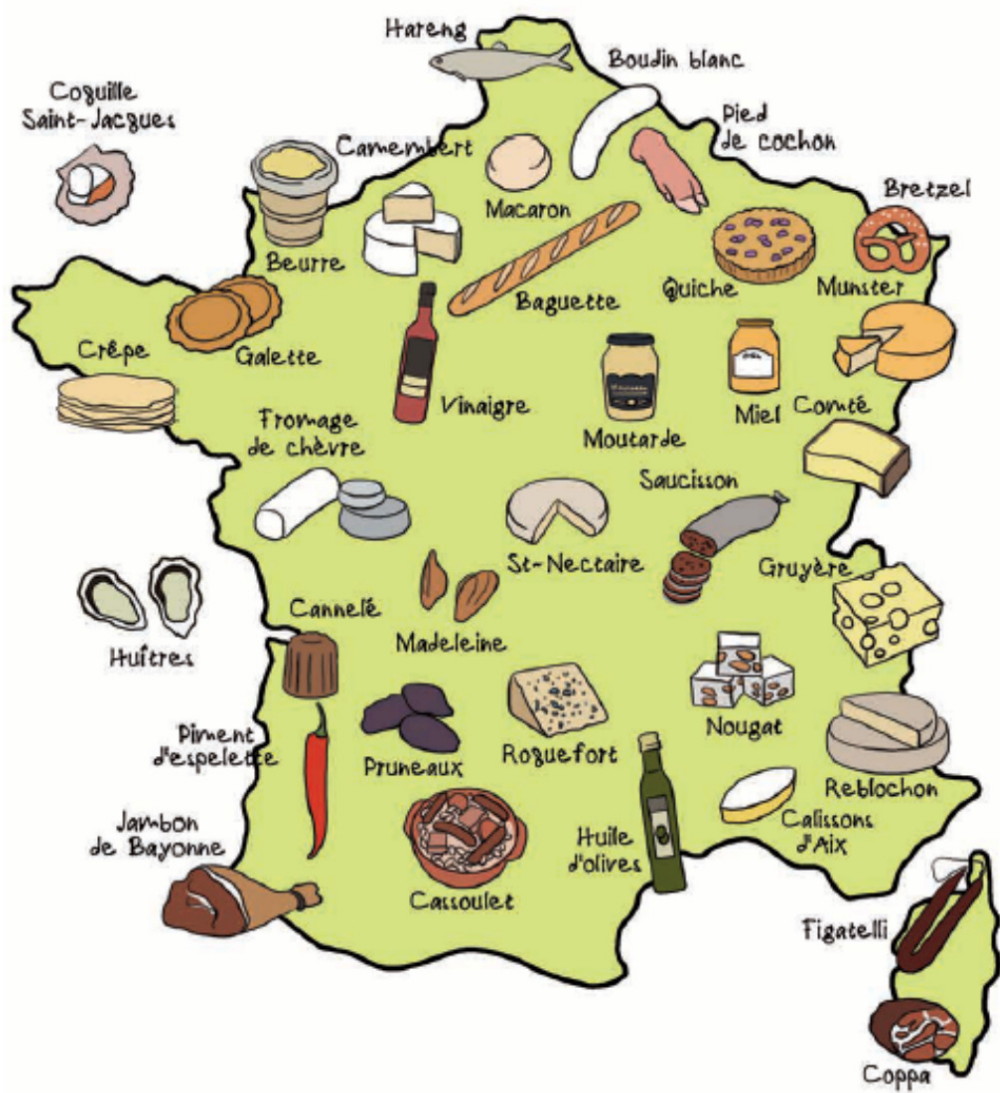 Hareng
Boudin blanc
Coquille
Saint-Jacques
Pied
de cochon
Camembert
Macaron
Bretzel
Beurre
Baguette
Quiche
Munster
Crêpe
Galette
Vinaigre
Moutarde
Miel
Comté
Fromage
de chèvre
Saucisson
St-Nectaire
Gruyère
Cannelé
Madeleine
Huîtres
Piment
d'espelette
Pruneaux
Roquefort
Nougat
Reblochon
Jambon
de Bayonne
Cassoulet
Huile
d'olives
Calissons
d'Aix
Figatelli
Coppa